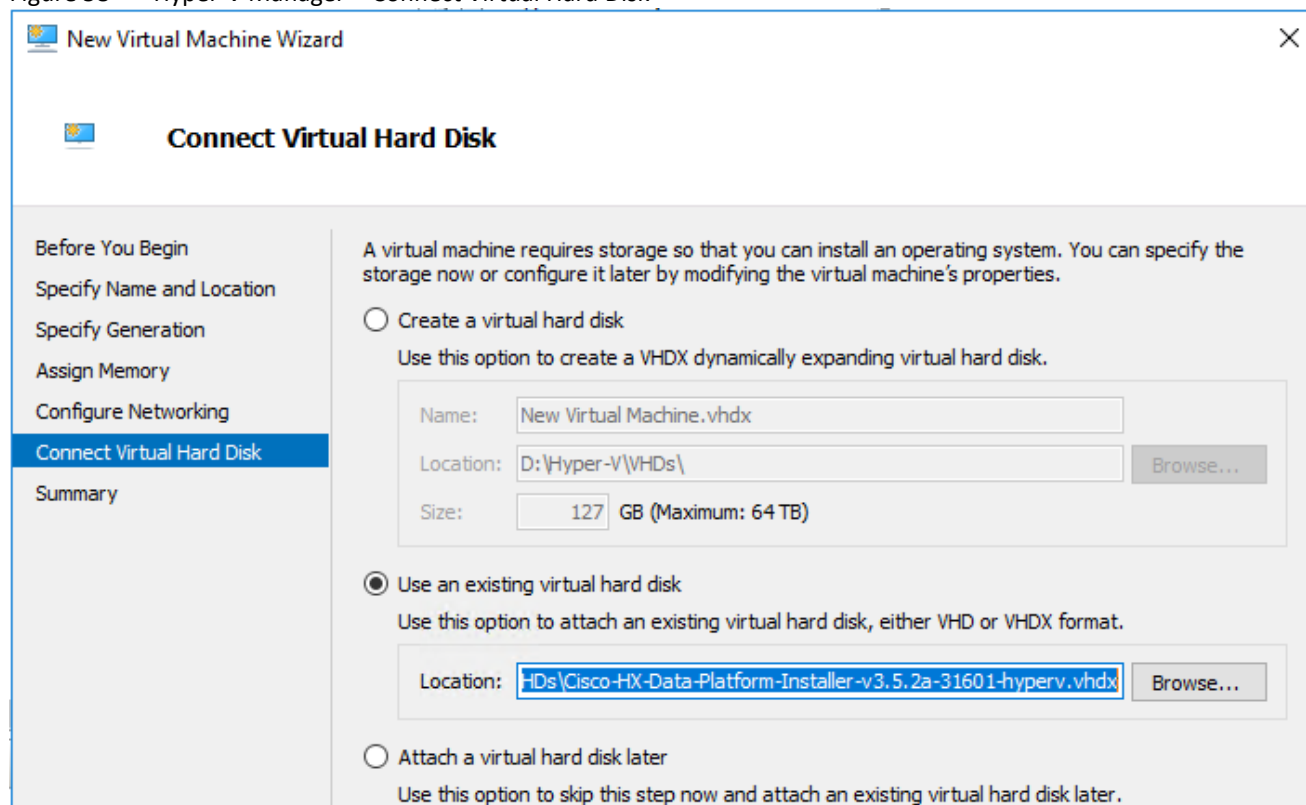 New Virtual Machine Wizard
Connect Virtual Hard Disk
Before You Begin
Specify Name and Location
Specify Generation
Assign Memory
Configure Networking
Connect Virtual Hard Disk
Summary
A virtual machine requires storage so that you can install an operating system. You can specify the
storage now or configure it later by modifying the virtual machine's properties.
Create a virtual hard disk
Use this option to create a VHDX dynamically expanding virtual hard disk.
Name: New Virtual Machine.vhdx
Location: D:\Hyper-V\VHDs\ Browse...
Size: 127 GB (Maximum: 64 TB)
Use an existing virtual hard disk
Use this option to attach an existing virtual hard disk, either VHD or VHDX format.
Location: HDs\Cisco-HX-Data-Platform-Installer-v3.5.2a-31601-hyperv.vhdx Browse...
Attach a virtual hard disk later
Use this option to skip this step now and attach an existing virtual hard disk later.